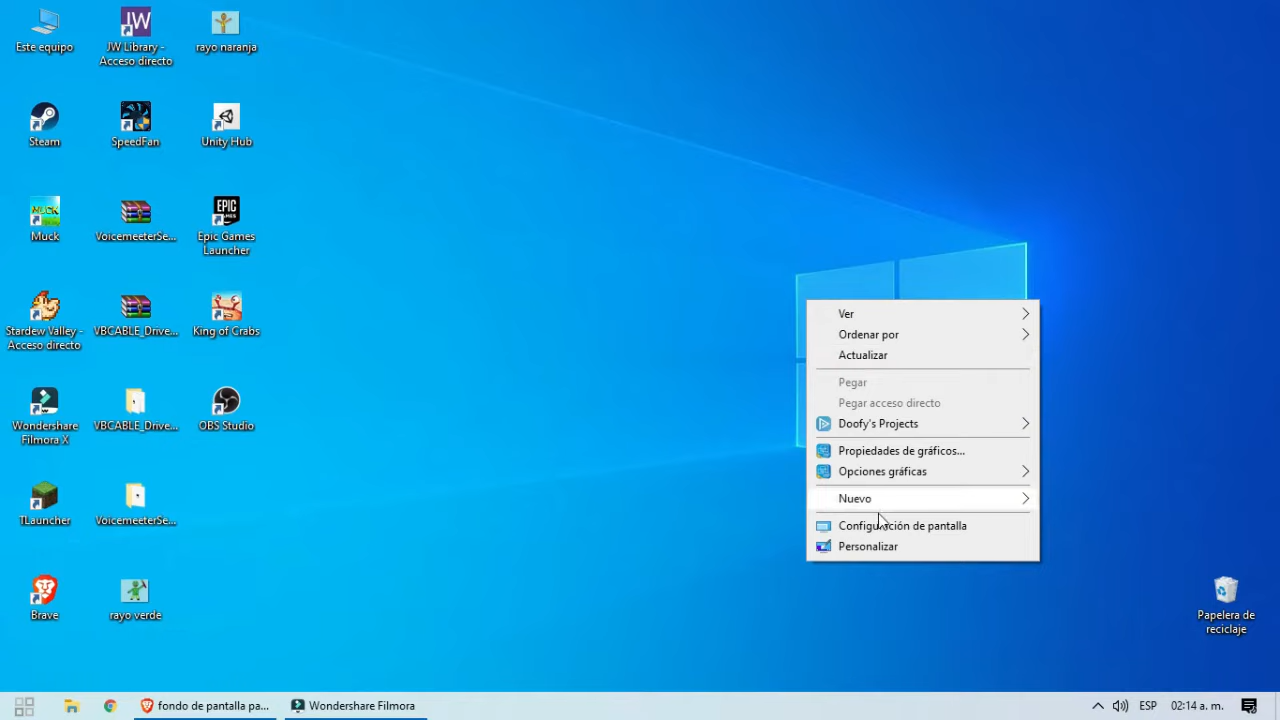 Este equipo
JW Library -
Acceso directo
rayo naranja
Steam
SpeedFan
Unity Hub
MUCK
Muck
VoicemeeterSe...
EPIC
GAMES
Epic Games
Launcher
Stardew Valley -
Acceso directo
VBCABLE_Drive...
King of Crabs
Wondershare
Filmora X
VBCABLE_Drive...
OBS Studio
TLauncher
VoicemeeterSe...
Brave
rayo verde
Ver
Ordenar por
Actualizar
Pegar
Pegar acceso directo
Doofy's Projects
Propiedades de gráficos...
Opciones gráficas
Nuevo
Configuración de pantalla
Personalizar
Papelera de
reciclaje
fondo de pantalla pa...
Wondershare Filmora
ESP
02:14 a. m.